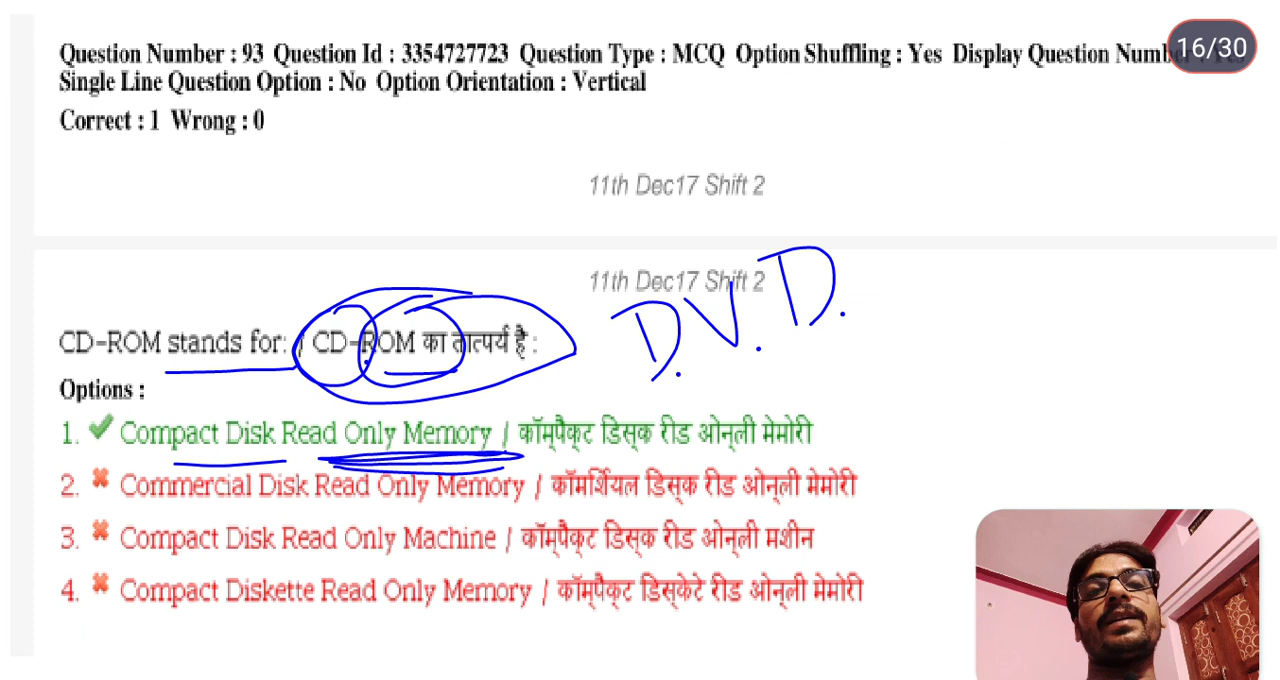 Question Number : 93 Question Id : 3354727723 Question Type : MCQ Option Shuffling : Yes Display Question
16/30
Single Line Question Option : No Option Orientation : Vertical
Correct : 1 Wrong : 0
11th Dec17 Shift 2
11th Dec17 Shift 2
D.V.D.
CD-ROM stands for: / CD-ROM का तात्पर्य है :
Options :
1. Compact Disk Read Only Memory / कॉम्पैक्ट डिस्क रीड ओन्ली मेमोरी
2. Commercial Disk Read Only Memory / कॉमर्शियल डिस्क रीड ओन्ली मेमोरी
3. Compact Disk Read Only Machine / कॉम्पैक्ट डिस्क रीड ओन्ली मशीन
4. Compact Diskette Read Only Memory / कॉम्पैक्ट डिस्केटे रीड ओन्ली मेमोरी